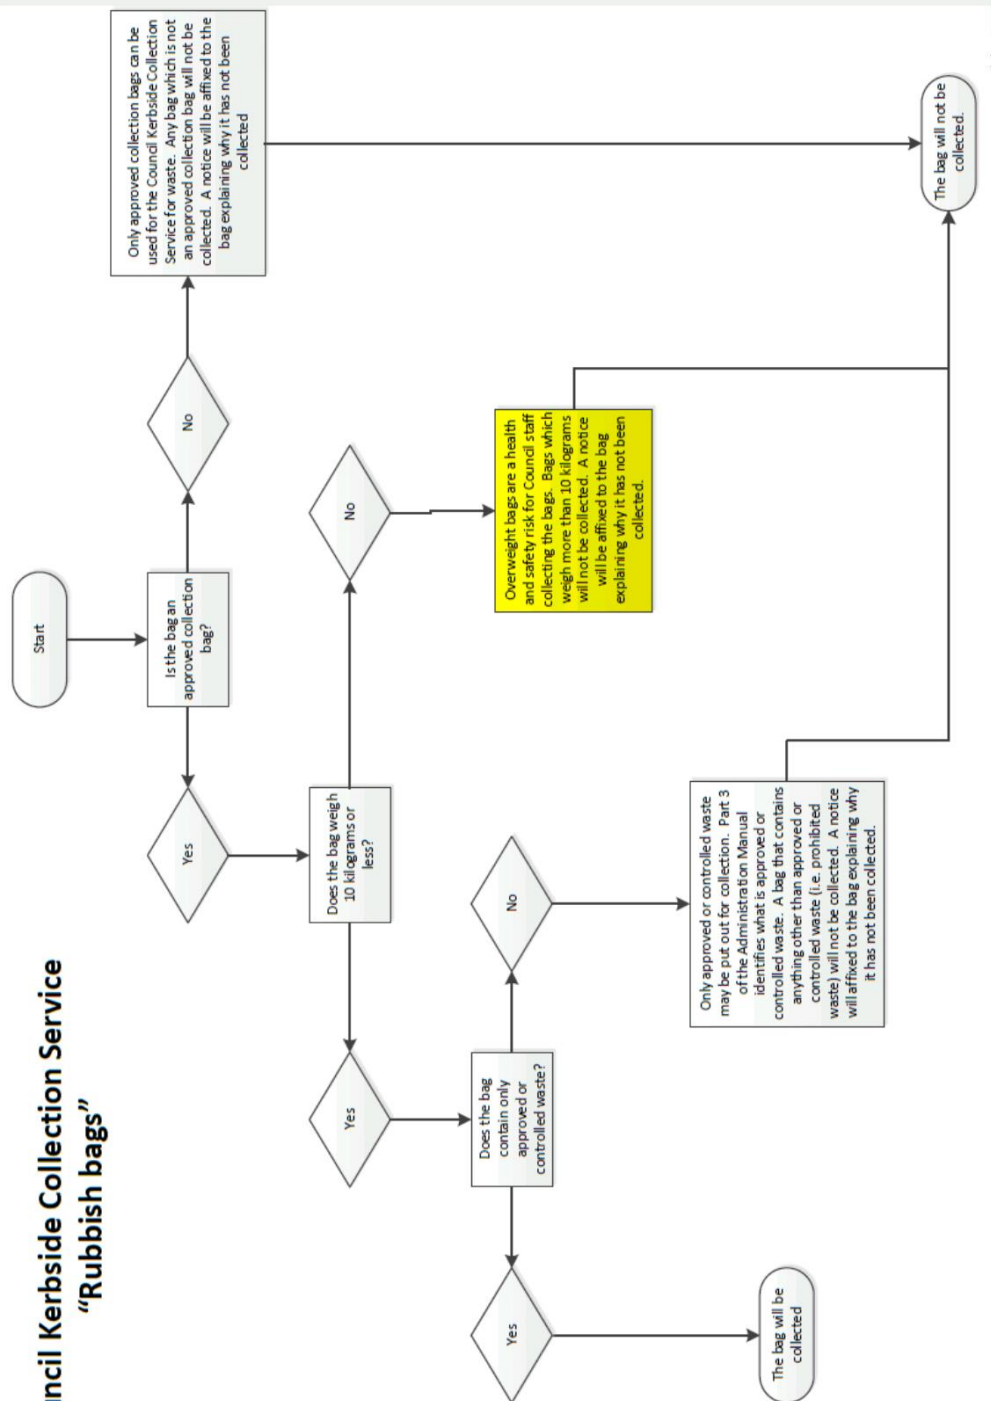 uncil Kerbside Collection Service
“Rubbish bags”
Start
Is the bag an
approved collection
bag?
No
Only approved collection bags can be
used for the Council Kerbside Collection
Service for waste. Any bag which is not
an approved collection bag will not be
collected. A notice will be affixed to the
bag explaining why it has not been
collected
Yes
Does the bag weigh
10 kilograms or
less?
No
Overweight bags are a health
and safety risk for Council staff
collecting the bags. Bags which
weigh more than 10 kilograms
will not be collected. A notice
will be affixed to the bag
explaining why it has not been
collected.
Yes
Does the bag
contain only
approved or
controlled waste?
No
Only approved or controlled waste
may be put out for collection. Part 3
of the Administration Manual
identifies what is approved or
controlled waste. A bag that contains
anything other than approved or
controlled waste (i.e. prohibited
waste) will not be collected. A notice
will affixed to the bag explaining why
it has not been collected.
Yes
The bag will be
collected
The bag will not be
collected.